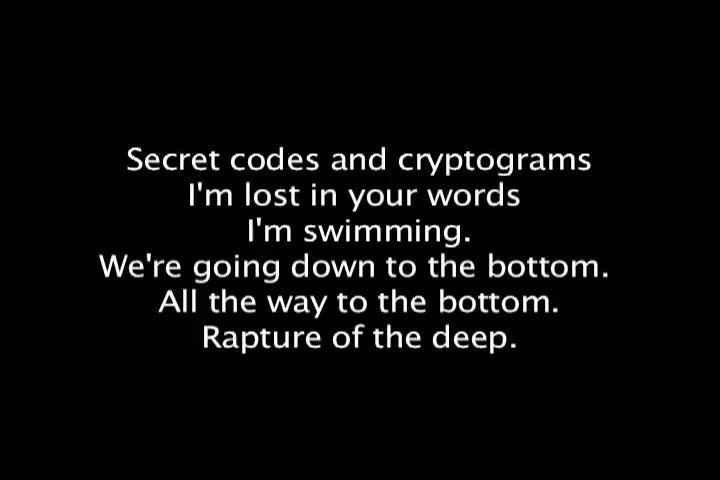 Secret codes and cryptograms
I'm lost in your words
I'm swimming.
We're going down to the bottom.
All the way to the bottom.
Rapture of the deep.